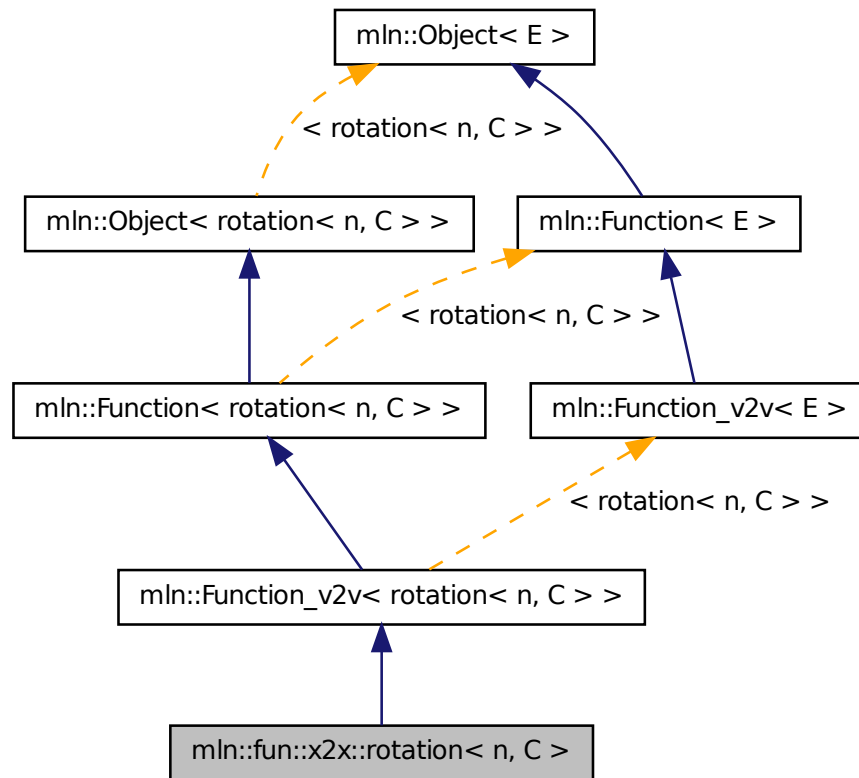 mln::Object< E >
< rotation< n, C > >
mln::Object< rotation< n, C > >
mln::Function< E >
< rotation< n, C > >
mln::Function< rotation< n, C > >
mln::Function_v2v< E >
< rotation< n, C > >
mln::Function_v2v< rotation< n, C > >
mln::fun::x2x::rotation< n, C >